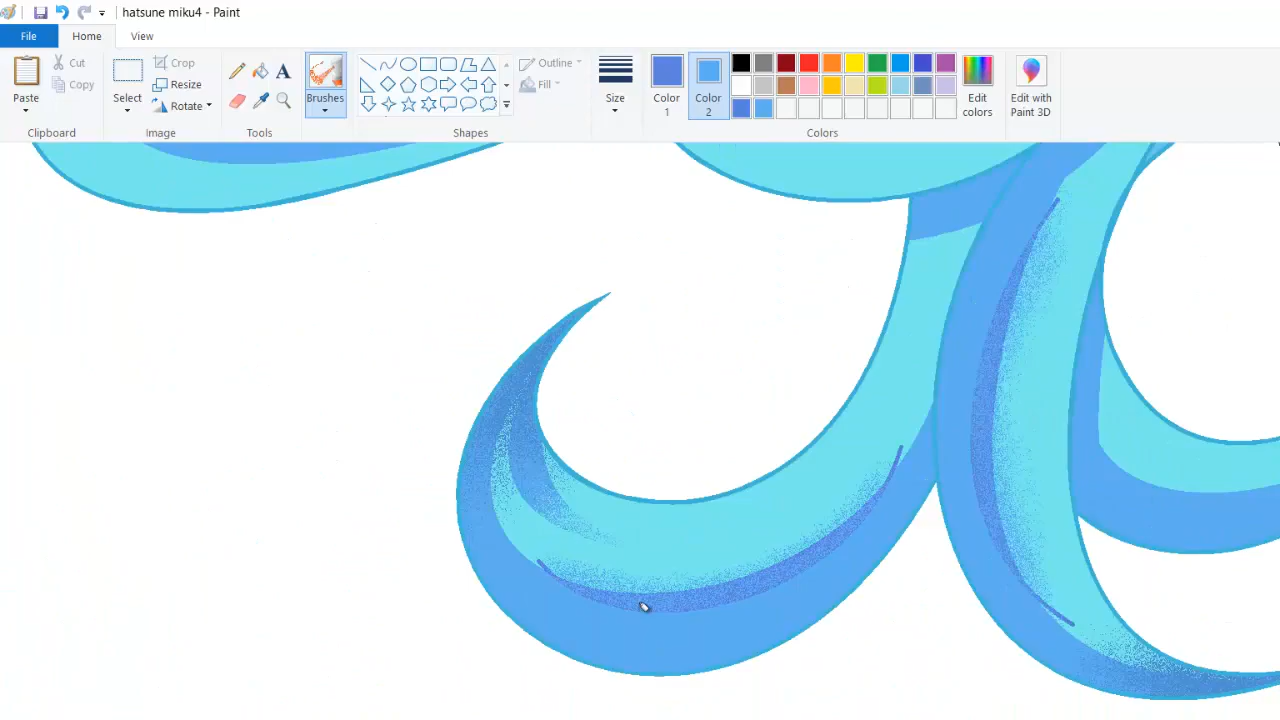 hatsune miku4 - Paint
File Home View
Paste
Cut
Copy
Clipboard
Select
Crop
Resize
Rotate
Image
A
Tools
Brushes
Outline
Fill
Shapes
Size
Color 1
Color 2
Edit colors
Colors
Edit with Paint 3D